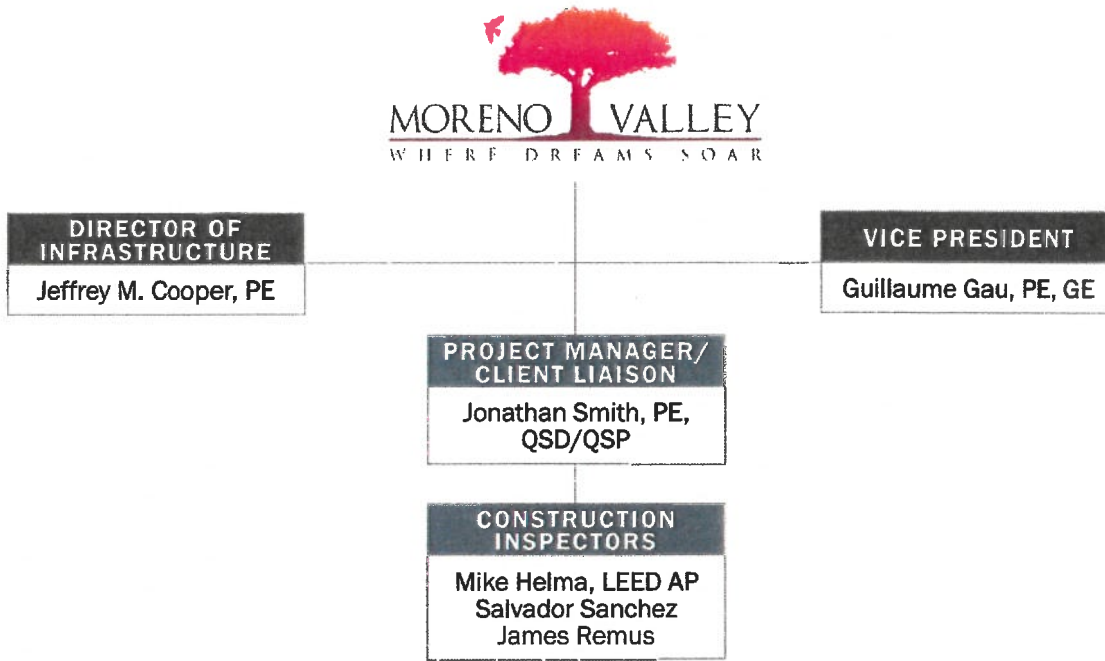 MORENO VALLEY
WHERE DREAMS SOAR
DIRECTOR OF
INFRASTRUCTURE
Jeffrey M. Cooper, PE
VICE PRESIDENT
Guillaume Gau, PE, GE
PROJECT MANAGER/
CLIENT LIAISON
Jonathan Smith, PE,
QSD/QSP
CONSTRUCTION
INSPECTORS
Mike Helma, LEED AP
Salvador Sanchez
James Remus